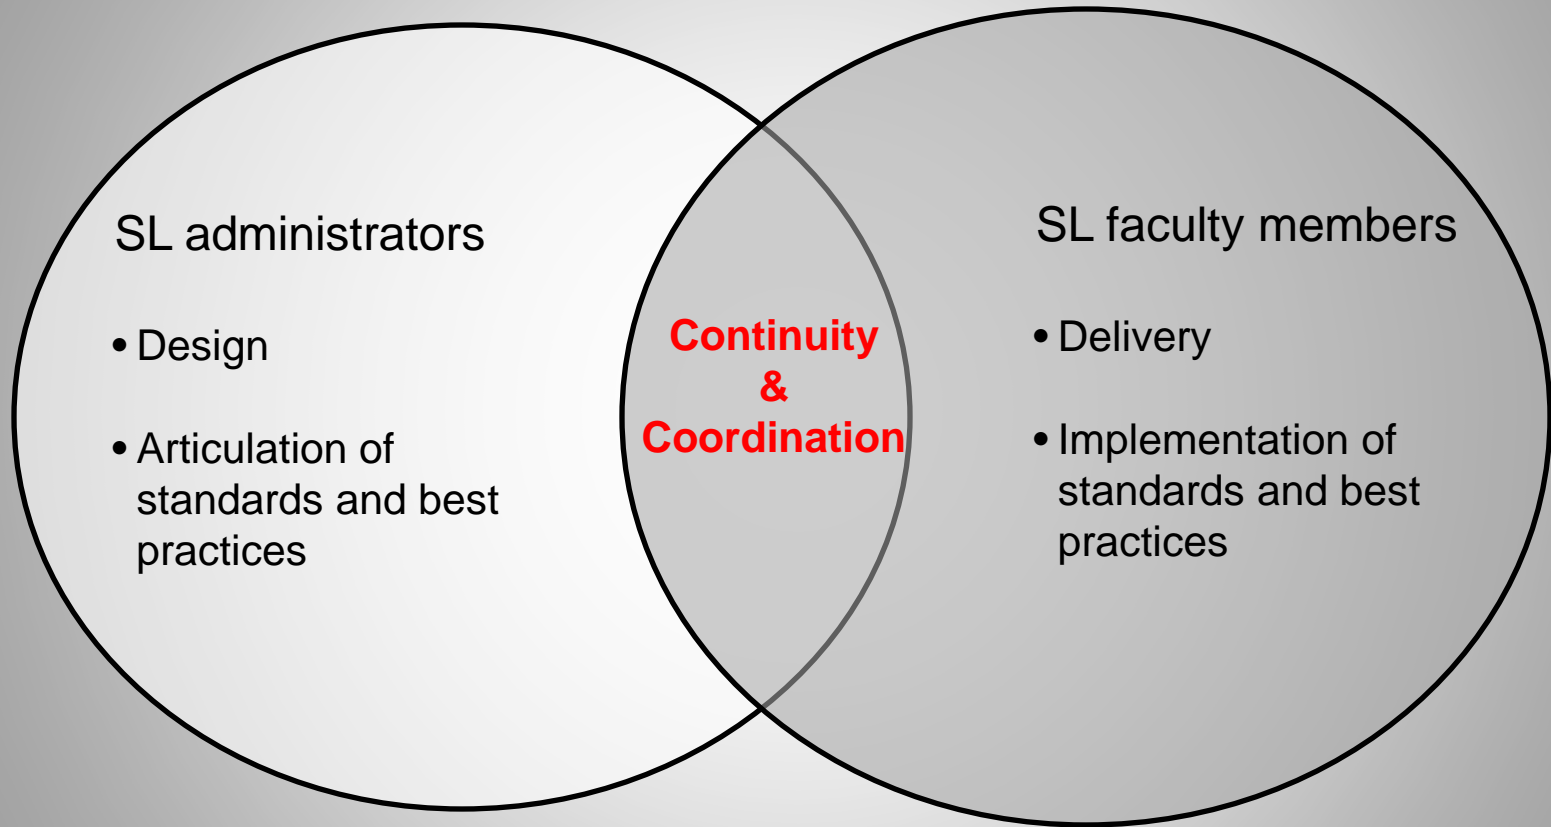 SL administrators
• Design
• Articulation of
standards and best
practices
Continuity
&
Coordination
SL faculty members
• Delivery
• Implementation of
standards and best
practices